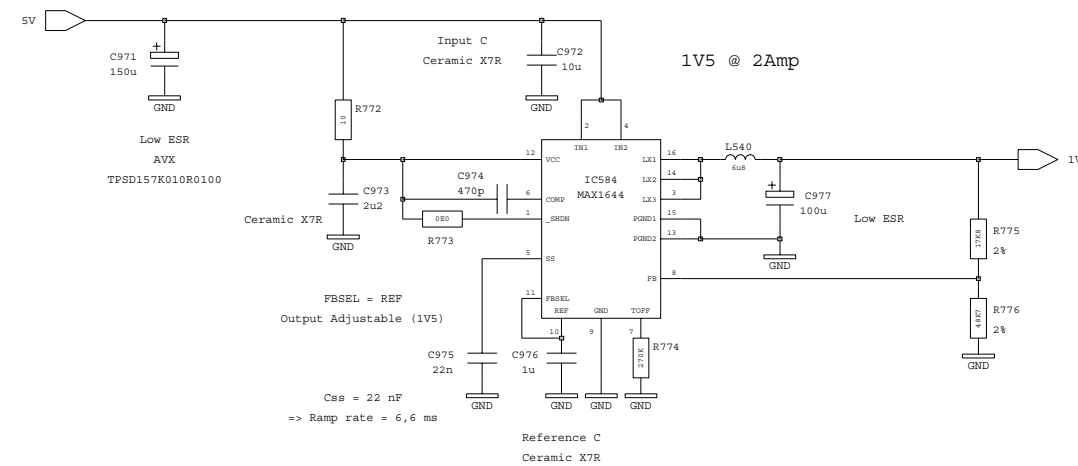 5V
C971
150u
GND
Low ESR
AVX
TPSD157K010R0100
Input C
Ceramic X7R
C972
10u
GND
1V5 @ 2Amp
R772
10
C973
2u2
Ceramic X7R
GND
C974
470p
0E0
R773
2
4
IN1
IN2
IC584
MAX1644
12
VCC
6
COMP
1
_SHDN
5
SS
11
FBSEL
REF
GND
TOFF
10
9
7
16
LX1
14
LX2
3
LX3
15
PGND1
13
PGND2
8
FB
L540
6u8
1V
C977
100u
Low ESR
GND
R775
17K8
2%
R776
48K7
2%
GND
FBSEL = REF
Output Adjustable (1V5)
C975
22n
GND
C976
1u
GND
GND
R774
270K
GND
Css = 22 nF
=> Ramp rate = 6,6 ms
Reference C
Ceramic X7R